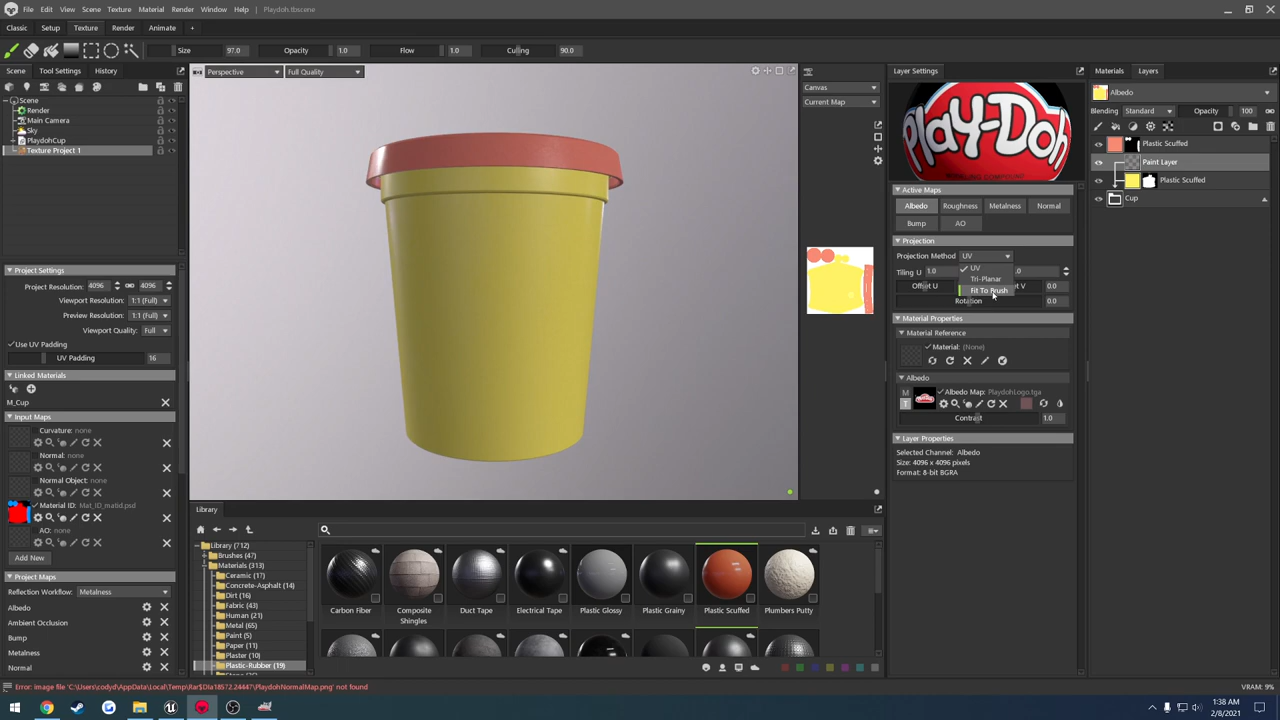 File Edit View Scene Texture Material Render Window Help Playdoh.tbscene
Classic Setup Texture Render Animate +
Size 97.0 Opacity 1.0 Flow 1.0 Culling 90.0
Scene Tool Settings History
Perspective Full Quality
Canvas
Current Map
Layer Settings
Materials Layers
Scene
Render
Main Camera
Sky
PlaydohCup
Texture Project 1
Albedo
Blending Standard Opacity 100
Plastic Scuffed
Paint Layer
Plastic Scuffed
Cup
Play-Doh
MODELING COMPOUND
Active Maps
Albedo Roughness Metalness Normal
Bump AO
Projection
Projection Method UV
UV
Tri-Planar
Fit To Brush
Tiling U 1.0 .0
Offset U et V 0.0
Rotation 0.0
Material Properties
Material Reference
Material: (None)
Albedo
M
T
Albedo Map: PlaydohLogo.tga
Contrast 1.0
Layer Properties
Selected Channel: Albedo
Size: 4096 x 4096 pixels
Format: 8-bit BGRA
Project Settings
Project Resolution: 4096 4096
Viewport Resolution: 1:1 (Full)
Preview Resolution: 1:1 (Full)
Viewport Quality: Full
Use UV Padding
UV Padding 16
Linked Materials
M_Cup
Input Maps
Curvature: none
Normal: none
Normal Object: none
Material ID: Mat_ID_matid.psd
AO: none
Add New
Project Maps
Reflection Workflow: Metalness
Albedo
Ambient Occlusion
Bump
Metalness
Normal
Library
Library (712)
Brushes (47)
Materials (313)
Ceramic (17)
Concrete-Asphalt (14)
Dirt (16)
Fabric (43)
Human (21)
Metal (65)
Paint (5)
Paper (11)
Plaster (10)
Plastic-Rubber (19)
Carbon Fiber
Composite Shingles
Duct Tape
Electrical Tape
Plastic Glossy
Plastic Grainy
Plastic Scuffed
Plumbers Putty
Error: image file 'C:\Users\codyd\AppData\Local\Temp\Rar$DIa18572.24447\PlaydohNormalMap.png' not found
VRAM: 9%
1:38 AM
2/8/2021